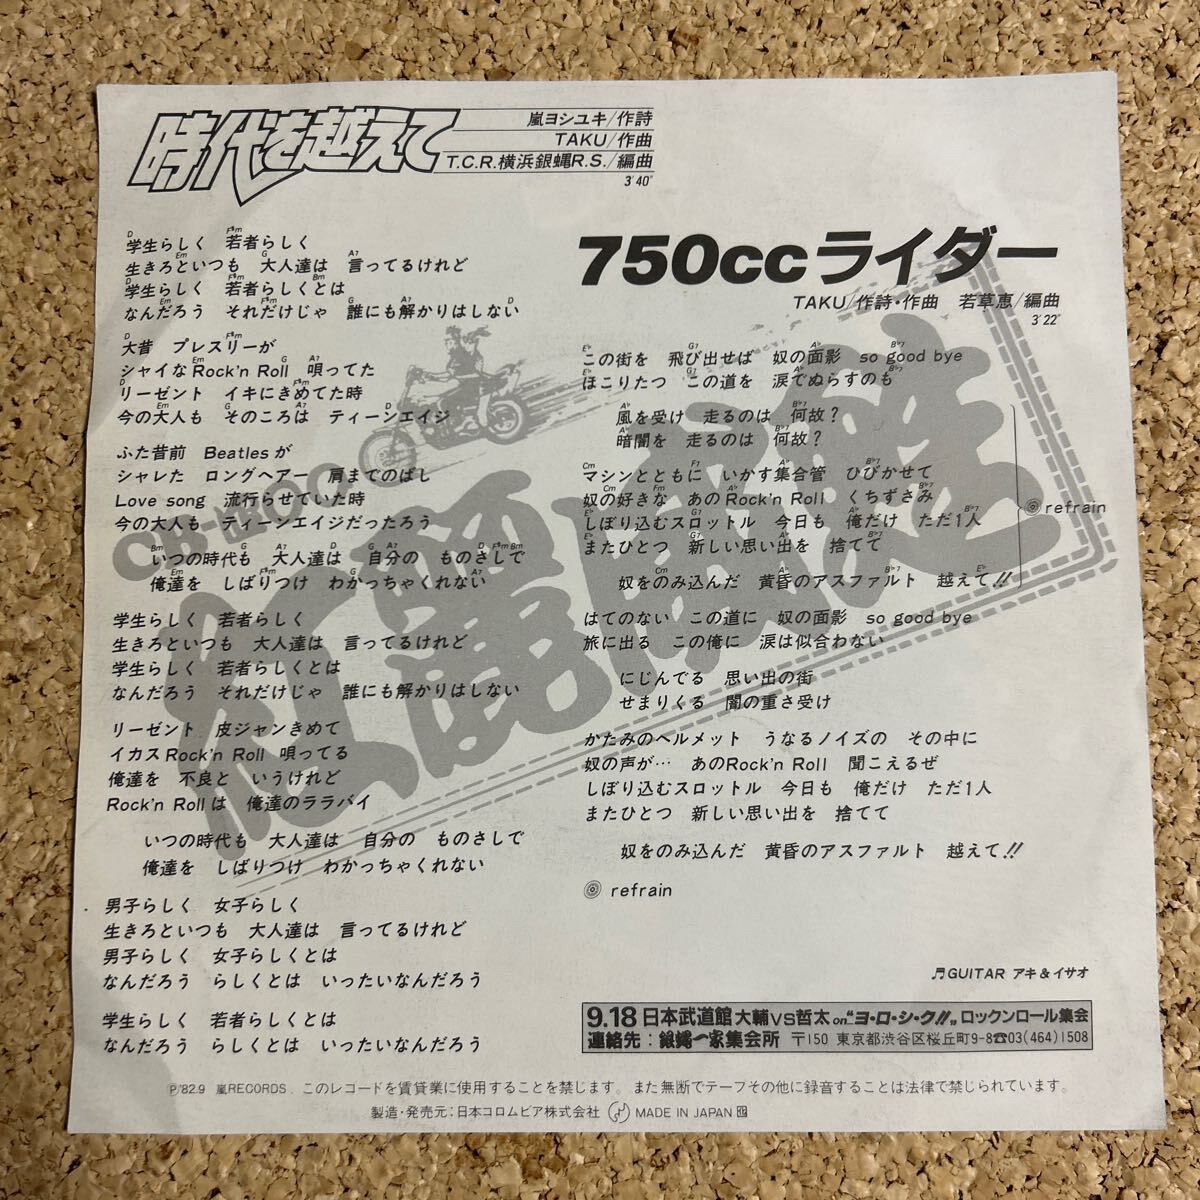 時代を越えて
嵐ヨシユキ/作詩
TAKU/作曲
T.C.R.横浜銀蝿R.S./編曲
3'40"
D F#m
学生らしく 若者らしく
Em G A7
生きろといつも 大人達は 言ってるけれど
D F#m Bm
学生らしく 若者らしくとは
Em F#m G A7 D
なんだろう それだけじゃ 誰にも解かりはしない
D F#m
大昔 プレスリーが
Em G A7
シャイなRock'n Roll 唄ってた
D F#m
リーゼント イキにきめてた時
Em G A7 D
今の大人も そのころは ティーンエイジ
ふた昔前 Beatlesが
シャレた ロングヘアー 肩までのばし
Love song 流行らせていた時
今の大人も ティーンエイジだったろう
Bm G A7 G A7 D F#m Bm
いつの時代も 大人達は 自分の ものさしで
Em F#m G A7
俺達を しばりつけ わかっちゃくれない
学生らしく 若者らしく
生きろといつも 大人達は 言ってるけれど
学生らしく 若者らしくとは
なんだろう それだけじゃ 誰にも解かりはしない
リーゼント 皮ジャンきめて
イカスRock'n Roll 唄ってる
俺達を 不良と いうけれど
Rock'n Rollは 俺達のララバイ
いつの時代も 大人達は 自分の ものさしで
俺達を しばりつけ わかっちゃくれない
男子らしく 女子らしく
生きろといつも 大人達は 言ってるけれど
男子らしく 女子らしくとは
なんだろう らしくとは いったいなんだろう
学生らしく 若者らしくとは
なんだろう らしくとは いったいなんだろう
750ccライダー
TAKU/作詩・作曲 若草恵/編曲
3'22"
E♭ G7 A♭ B♭7
この街を 飛び出せば 奴の面影 so good bye
E♭ G7 A♭ B♭7
ほこりたつ この道を 涙でぬらすのも
A♭ B♭7
風を受け 走るのは 何故?
A♭ B♭7
暗闇を 走るのは 何故?
Cm F7 A♭ B♭7
マシンとともに いかす集合管 ひびかせて
Cm Fm A♭ B♭7
奴の好きな あのRock'n Roll くちずさみ
E♭ G7 A♭ B♭7
しぼり込むスロットル 今日も 俺だけ ただ1人
E♭ G7 A♭ B♭7
またひとつ 新しい思い出を 捨てて
Cm A♭ B♭7 E♭
奴をのみ込んだ 黄昏のアスファルト 越えて!!
◎refrain
はてのない この道に 奴の面影 so good bye
旅に出る この俺に 涙は似合わない
にじんでる 思い出の街
せまりくる 闇の重さ受け
かたみのヘルメット うなるノイズの その中に
奴の声が… あのRock'n Roll 聞こえるぜ
しぼり込むスロットル 今日も 俺だけ ただ1人
またひとつ 新しい思い出を 捨てて
奴をのみ込んだ 黄昏のアスファルト 越えて!!
◎ refrain
♬GUITAR アキ&イサオ
9.18日本武道館大輔VS哲太on"ヨ・ロ・シ・ク!!"ロックンロール集会
連絡先:銀蝿一家集会所 〒150 東京都渋谷区桜丘町9-8☎03(464)1508
紅麗威甦
P/'82.9 嵐RECORDS. このレコードを賃貸業に使用することを禁じます。また無断でテープその他に録音することは法律で禁じられています。
製造・発売元:日本コロムビア株式会社 MADE IN JAPAN